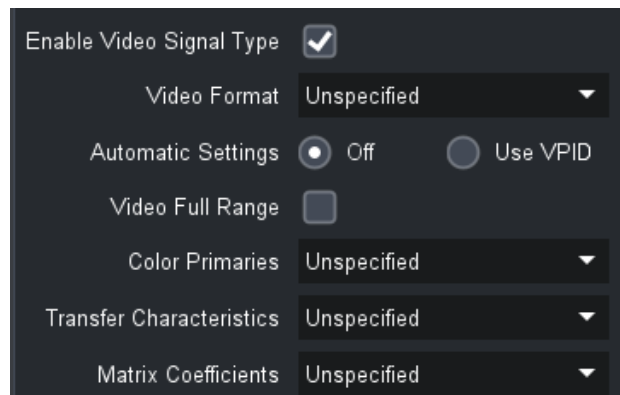 Enable Video Signal Type
Video Format Unspecified
Automatic Settings Off Use VPID
Video Full Range
Color Primaries Unspecified
Transfer Characteristics Unspecified
Matrix Coefficients Unspecified